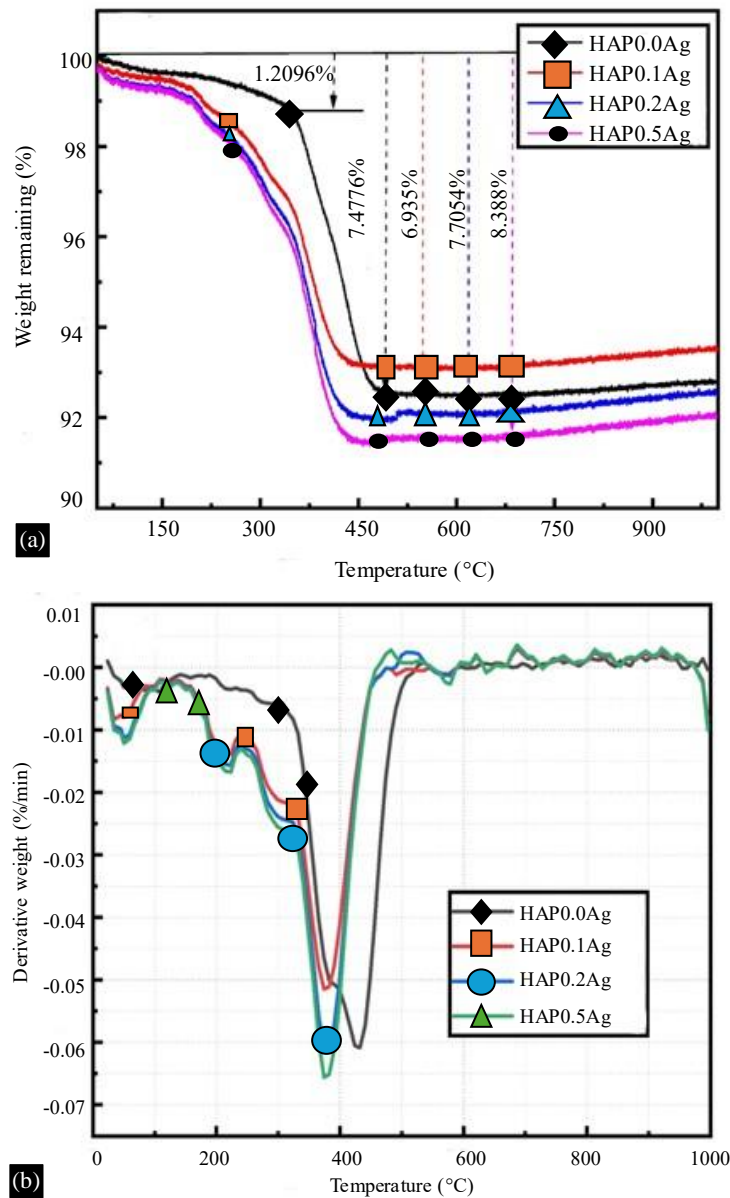 100
98
96
93
92
90
Weight remaining (%)
1.2096%
7.4776%
6.935%
7.7054%
8.388%
HAP0.0Ag
HAP0.1Ag
HAP0.2Ag
HAP0.5Ag
150
300
450
600
750
900
Temperature (°C)
(a)
0.01
-0.00
-0.01
-0.02
-0.03
-0.04
-0.05
-0.06
-0.07
Derivative weight (%/min)
HAP0.0Ag
HAP0.1Ag
HAP0.2Ag
HAP0.5Ag
0
200
400
600
800
1000
Temperature (°C)
(b)